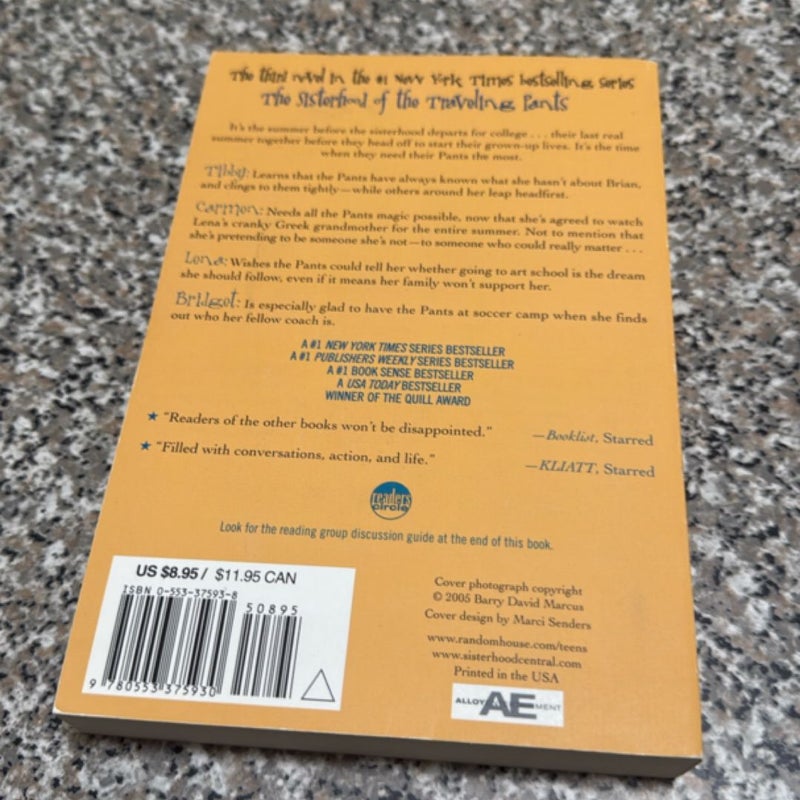 The third novel in the #1 New York Times bestselling series
The Sisterhood of the Traveling Pants
It's the summer before the sisterhood departs for college . . . their last real
summer together before they head off to start their grown-up lives. It's the time
when they need their Pants the most.
Tibby: Learns that the Pants have always known what she hasn't about Brian,
and clings to them tightly—while others around her leap headfirst.
Carmen: Needs all the Pants magic possible, now that she's agreed to watch
Lena's cranky Greek grandmother for the entire summer. Not to mention that
she's pretending to be someone she's not—to someone who could really matter . . .
Lena: Wishes the Pants could tell her whether going to art school is the dream
she should follow, even if it means her family won't support her.
Bridget: Is especially glad to have the Pants at soccer camp when she finds
out who her fellow coach is.
A #1 NEW YORK TIMES SERIES BESTSELLER
A #1 PUBLISHERS WEEKLY SERIES BESTSELLER
A #1 BOOK SENSE BESTSELLER
A USA TODAY BESTSELLER
WINNER OF THE QUILL AWARD
★ "Readers of the other books won't be disappointed."
—Booklist, Starred
★ "Filled with conversations, action, and life."
—KLIATT, Starred
readers
circle
Look for the reading group discussion guide at the end of this book.
US $8.95 / $11.95 CAN
ISBN 0-553-37593-8
50895
9 780553 375930
Cover photograph copyright
© 2005 Barry David Marcus
Cover design by Marci Senders
www.randomhouse.com/teens
www.sisterhoodcentral.com
Printed in the USA
ALLOY AE MENT